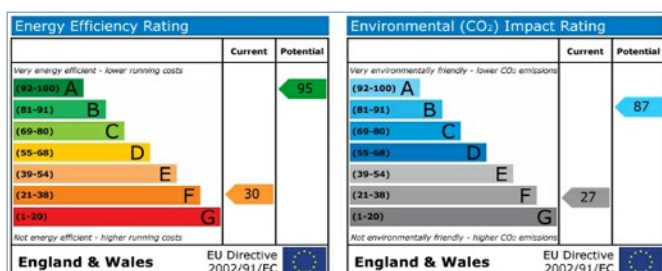 Energy Efficiency Rating
Current Potential
Very energy efficient - lower running costs
(92-100) A
(81-91) B
(69-80) C
(55-68) D
(39-54) E
(21-38) F
(1-20) G
95
30
Not energy efficient - higher running costs
England & Wales
EU Directive
2002/91/EC
Environmental (CO₂) Impact Rating
Current Potential
Very environmentally friendly - lower CO₂ emissions
(92-100) A
(81-91) B
(69-80) C
(55-68) D
(39-54) E
(21-38) F
(1-20) G
87
27
Not environmentally friendly - higher CO₂ emissions
England & Wales
EU Directive
2002/91/EC